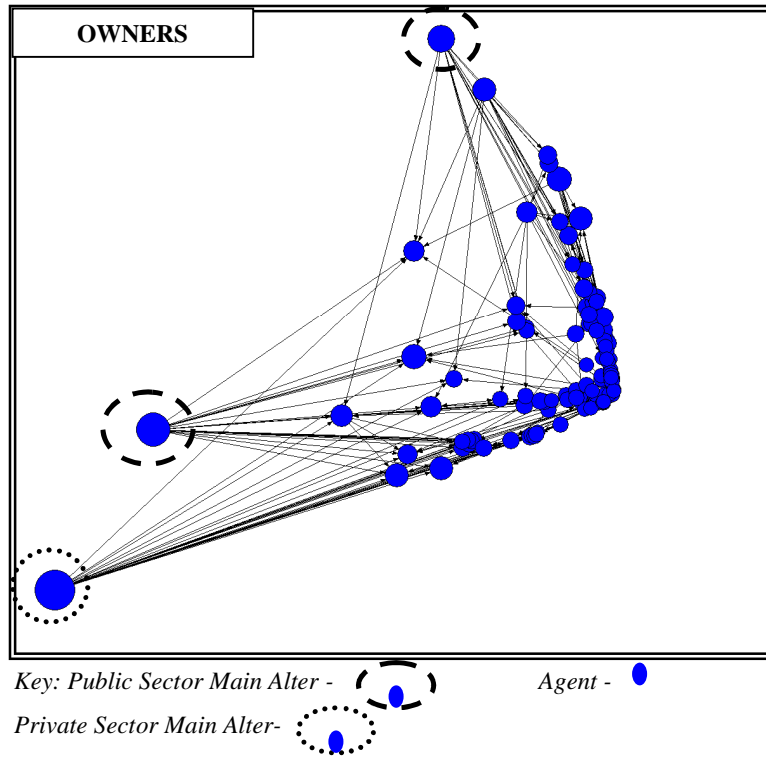 OWNERS
Key: Public Sector Main Alter - Agent -
Private Sector Main Alter-